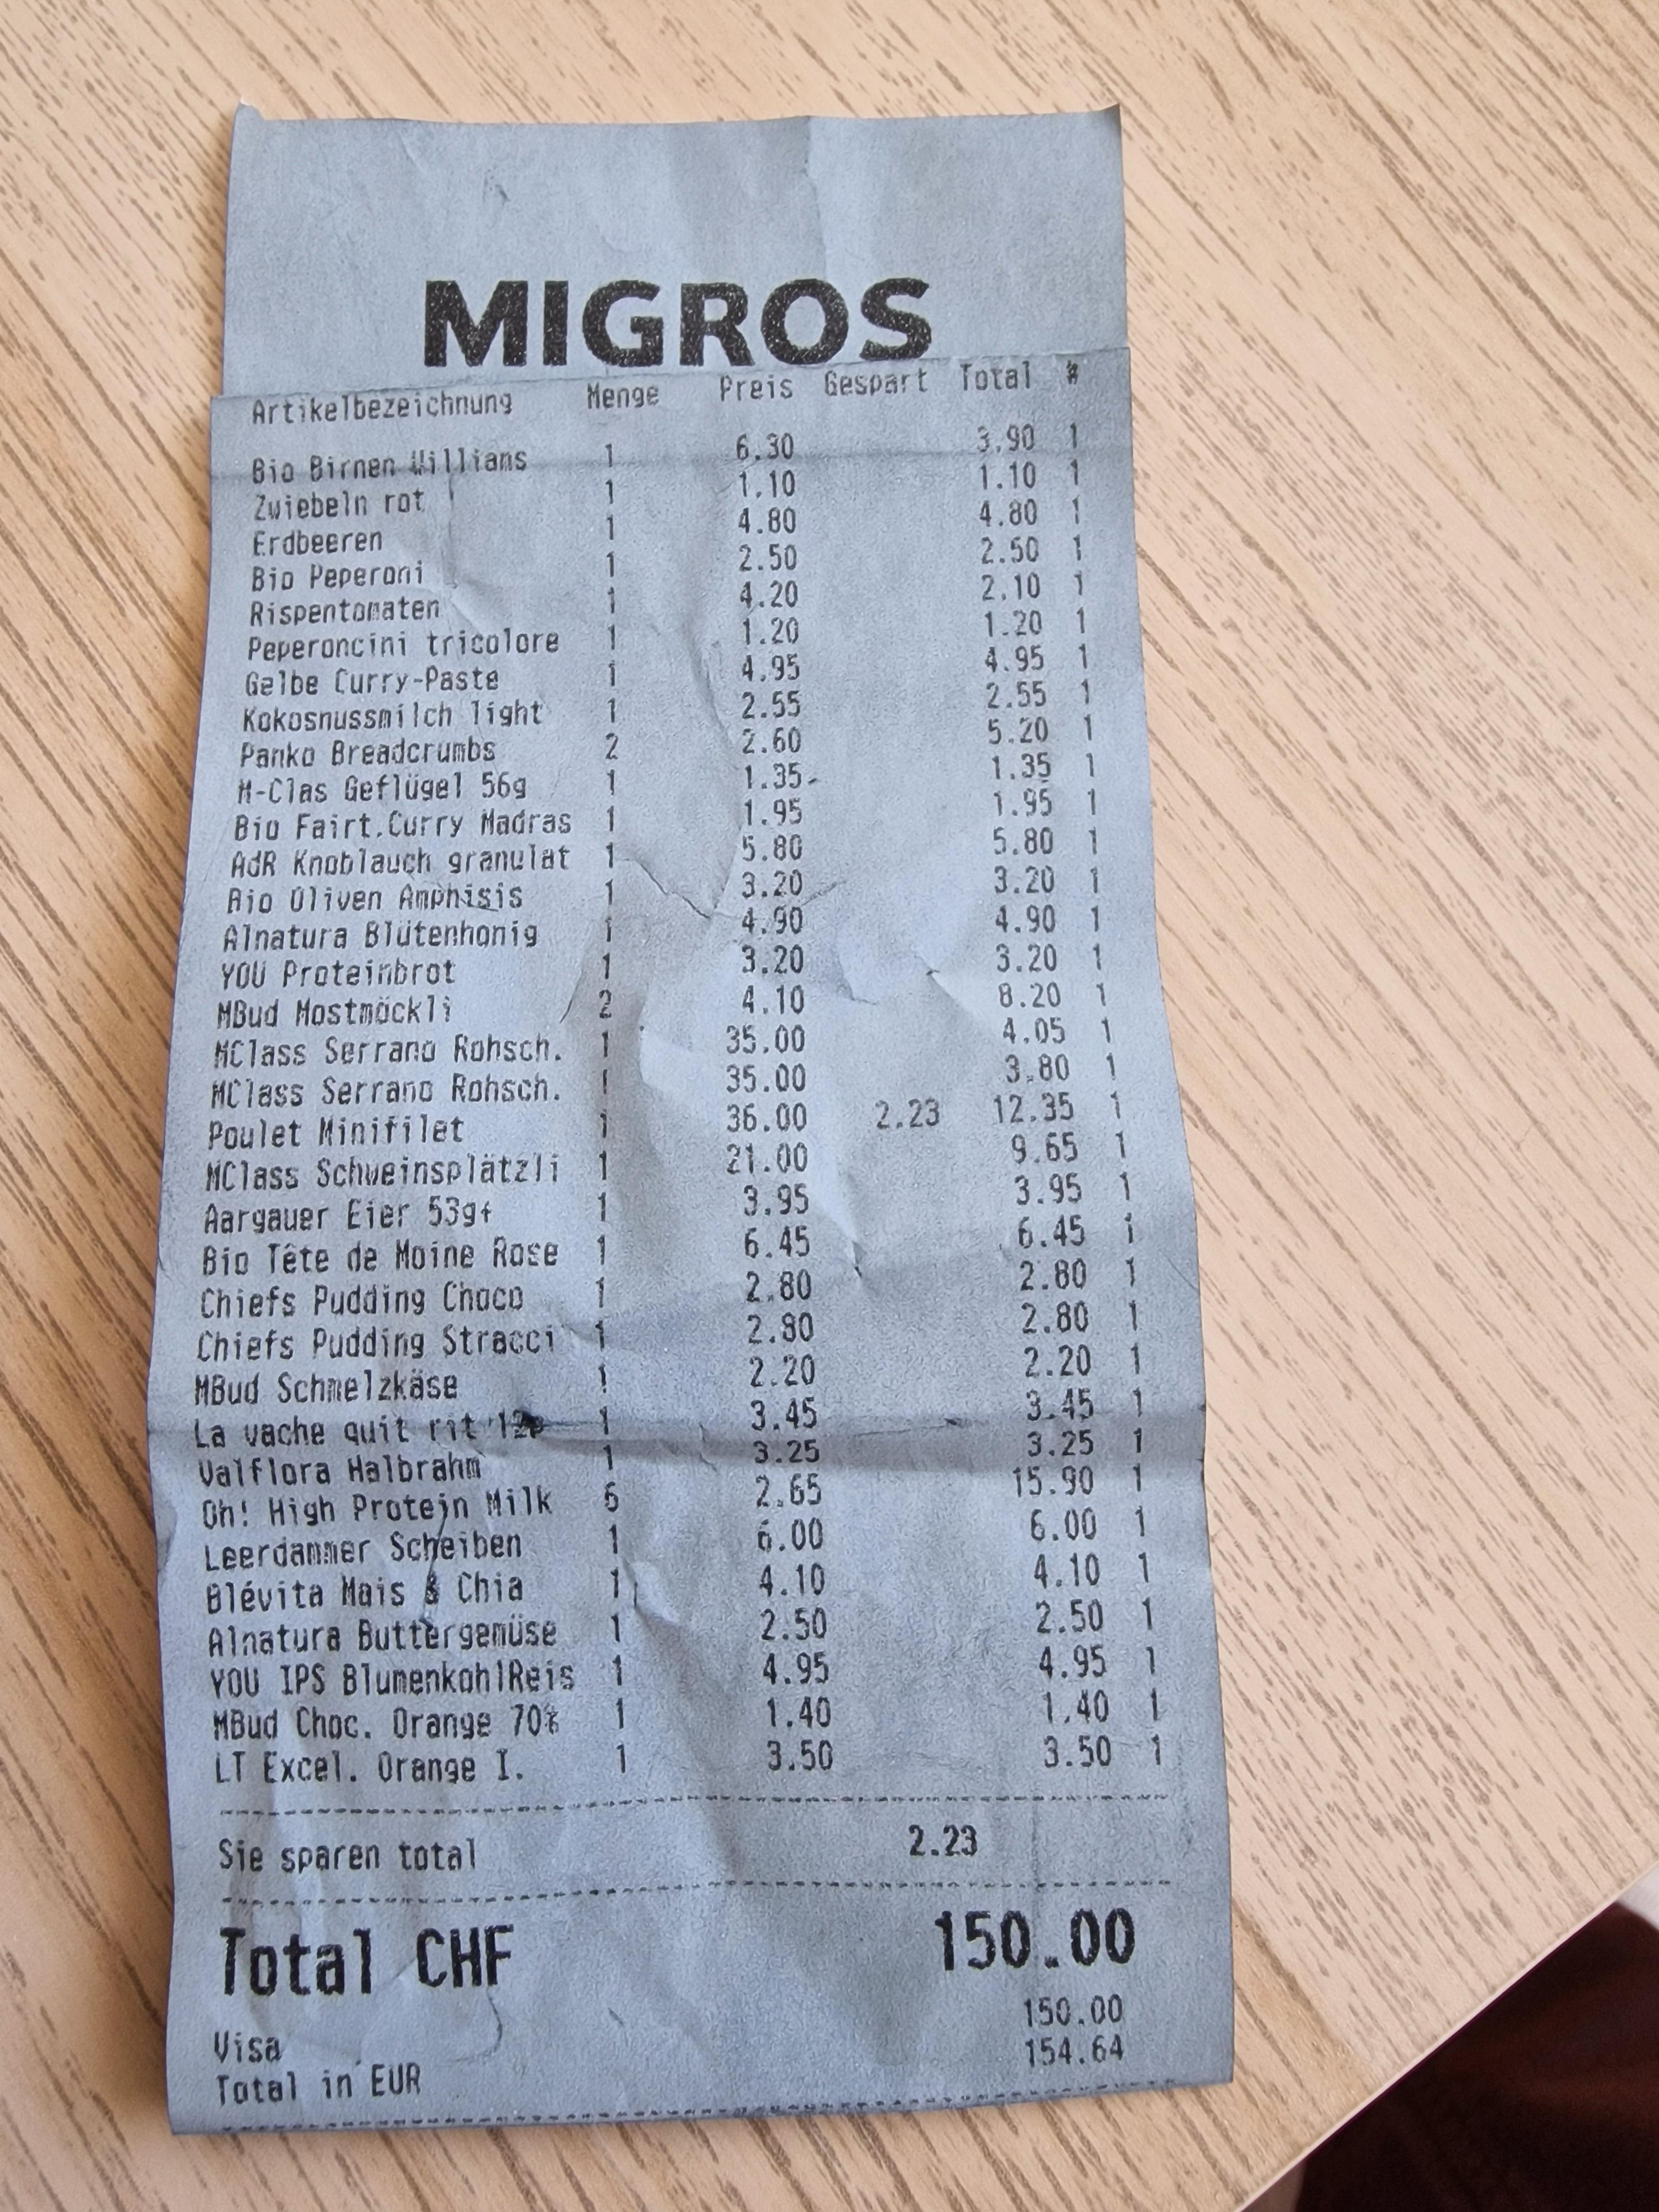 MIGROS
Artikelbezeichnung Menge Preis Gespart Total #
Bio Birnen Williams 1 6.30 3.90 1
Zwiebeln rot 1 1.10 1.10 1
Erdbeeren 1 4.80 4.80 1
Bio Peperoni 1 2.50 2.50 1
Rispentomaten 1 4.20 2.10 1
Peperoncini tricolore 1 1.20 1.20 1
Gelbe Curry-Paste 1 4.95 4.95 1
Kokosnussmilch light 1 2.55 2.55 1
Panko Breadcrumbs 2 2.60 5.20 1
M-Clas Geflügel 56g 1 1.35 1.35 1
Bio Fairt.Curry Madras 1 1.95 1.95 1
AdR Knoblauch granulat 1 5.80 5.80 1
Bio Oliven Amphisis 1 3.20 3.20 1
Alnatura Blütenhonig 1 4.90 4.90 1
YOU Proteinbrot 1 3.20 3.20 1
MBud Mostmöckli 2 4.10 8.20 1
MClass Serrano Rohsch. 1 35.00 4.05 1
MClass Serrano Rohsch. 1 35.00 3.80 1
Poulet Minifilet 1 36.00 2.23 12.35 1
MClass Schweinsplätzli 1 21.00 9.65 1
Aargauer Eier 53g+ 1 3.95 3.95 1
Bio Tête de Moine Rose 1 6.45 6.45 1
Chiefs Pudding Choco 1 2.80 2.80 1
Chiefs Pudding Stracci 1 2.80 2.80 1
MBud Schmelzkäse 1 2.20 2.20 1
La vache quit rit 12p 1 3.45 3.45 1
Valflora Halbrahm 1 3.25 3.25 1
Oh! High Protein Milk 6 2.65 15.90 1
Leerdammer Scheiben 1 6.00 6.00 1
Blévita Mais & Chia 1 4.10 4.10 1
Alnatura Buttergemüse 1 2.50 2.50 1
YOU IPS BlumenkohlReis 1 4.95 4.95 1
MBud Choc. Orange 70% 1 1.40 1.40 1
LT Excel. Orange I. 1 3.50 3.50 1
Sie sparen total 2.23
Total CHF 150.00
Visa 150.00
Total in EUR 154.64